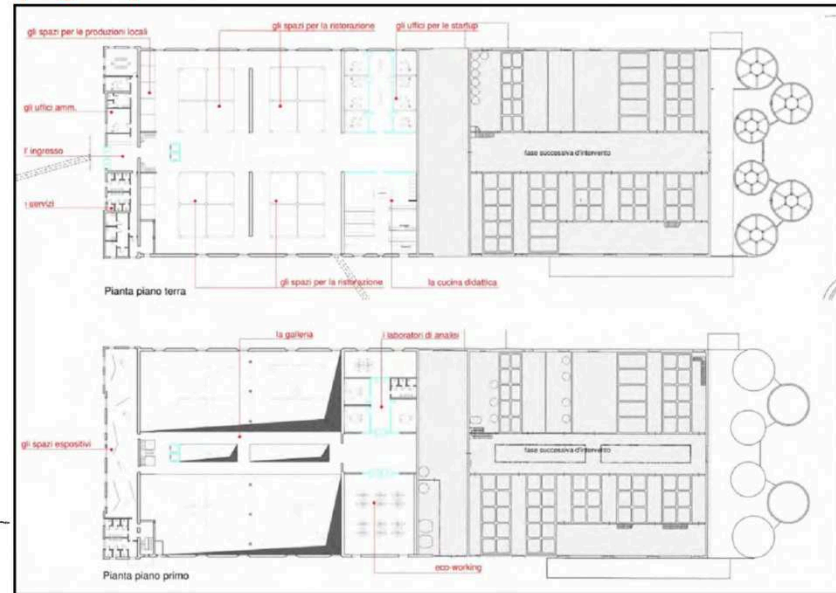 gli spazi per le produzioni locali
gli spazi per la ristorazione
gli uffici per le startup
gli uffici amm.
l' ingresso
fase successiva d'intervento
i servizi
gli spazi per la ristorazione
la cucina didattica
Pianta piano terra
la galleria
i laboratori di analisi
gli spazi espositivi
fase successiva d'intervento
eco-working
Pianta piano primo